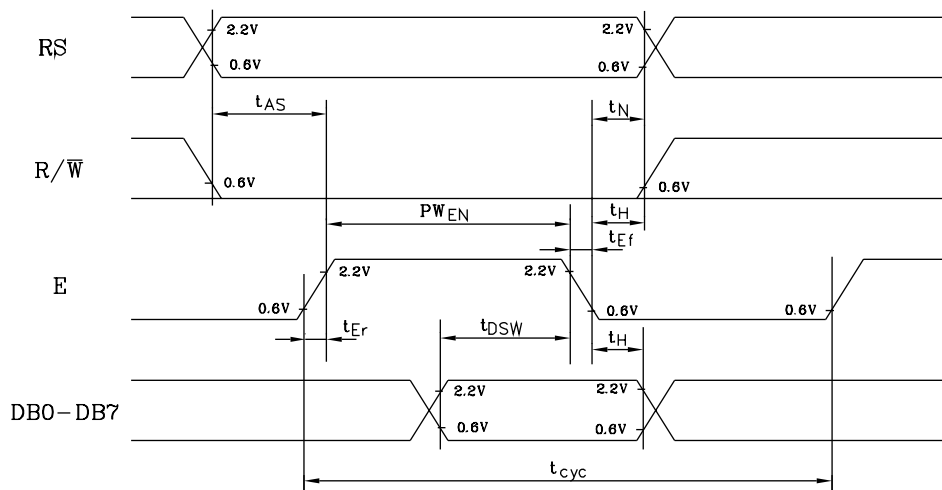 RS
2.2V
2.2V
0.6V
0.6V
tAS
tN
R/W̅
0.6V
0.6V
PWEN
tH
tEf
E
2.2V
2.2V
0.6V
0.6V
0.6V
tEr
tDSW
tH
DB0-DB7
2.2V
2.2V
0.6V
0.6V
tcyc